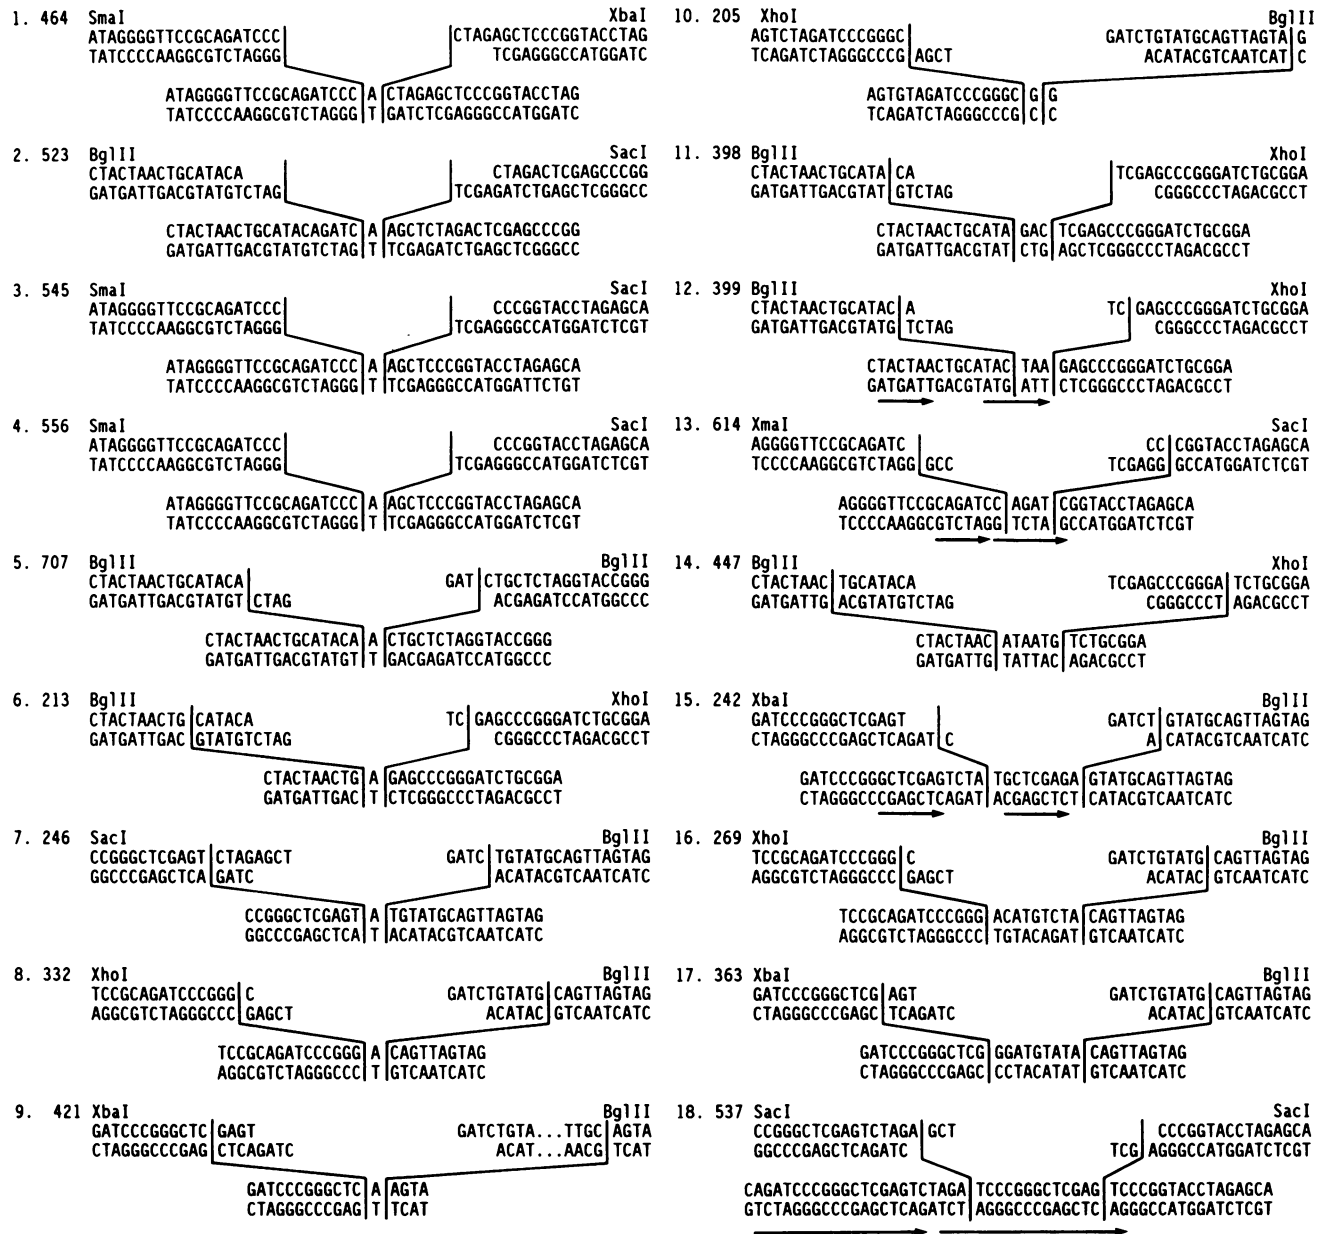 1. 464 SmaI XbaI
ATAGGGGTTCCGCAGATCCC CTAGAGCTCCCGGTACCTAG
TATCCCCAAGGCGTCTAGGG TCGAGGGCCATGGATC
ATAGGGGTTCCGCAGATCCC A CTAGAGCTCCCGGTACCTAG
TATCCCCAAGGCGTCTAGGG T GATCTCGAGGGCCATGGATC
2. 523 BglII SacI
CTACTAACTGCATACA CTAGACTCGAGCCCGG
GATGATTGACGTATGTCTAG TCGAGATCTGAGCTCGGGCC
CTACTAACTGCATACAGATC A AGCTCTAGACTCGAGCCCGG
GATGATTGACGTATGTCTAG T TCGAGATCTGAGCTCGGGCC
3. 545 SmaI SacI
ATAGGGGTTCCGCAGATCCC CCCGGTACCTAGAGCA
TATCCCCAAGGCGTCTAGGG TCGAGGGCCATGGATCTCGT
ATAGGGGTTCCGCAGATCCC A AGCTCCCGGTACCTAGAGCA
TATCCCCAAGGCGTCTAGGG T TCGAGGGCCATGGATTCTGT
4. 556 SmaI SacI
ATAGGGGTTCCGCAGATCCC CCCGGTACCTAGAGCA
TATCCCCAAGGCGTCTAGGG TCGAGGGCCATGGATCTCGT
ATAGGGGTTCCGCAGATCCC A AGCTCCCGGTACCTAGAGCA
TATCCCCAAGGCGTCTAGGG T TCGAGGGCCATGGATCTCGT
5. 707 BglII BglII
CTACTAACTGCATACA GAT CTGCTCTAGGTACCGGG
GATGATTGACGTATGT CTAG ACGAGATCCATGGCCC
CTACTAACTGCATACA A CTGCTCTAGGTACCGGG
GATGATTGACGTATGT T GACGAGATCCATGGCCC
6. 213 BglII XhoI
CTACTAACTG CATACA TC GAGCCCGGGATCTGCGGA
GATGATTGAC GTATGTCTAG CGGGCCCTAGACGCCT
CTACTAACTG A GAGCCCGGGATCTGCGGA
GATGATTGAC T CTCGGGCCCTAGACGCCT
7. 246 SacI BglII
CCGGGCTCGAGT CTAGAGCT GATC TGTATGCAGTTAGTAG
GGCCCGAGCTCA GATC ACATACGTCAATCATC
CCGGGCTCGAGT A TGTATGCAGTTAGTAG
GGCCCGAGCTCA T ACATACGTCAATCATC
8. 332 XhoI BglII
TCCGCAGATCCCGGG C GATCTGTATG CAGTTAGTAG
AGGCGTCTAGGGCCC GAGCT ACATAC GTCAATCATC
TCCGCAGATCCCGGG A CAGTTAGTAG
AGGCGTCTAGGGCCC T GTCAATCATC
9. 421 XbaI BglII
GATCCCGGGCTC GAGT GATCTGTA...TTGC AGTA
CTAGGGCCCGAG CTCAGATC ACAT...AACG TCAT
GATCCCGGGCTC A AGTA
CTAGGGCCCGAG T TCAT
10. 205 XhoI BglII
AGTCTAGATCCCGGGC GATCTGTATGCAGTTAGTA G
TCAGATCTAGGGCCCG AGCT ACATACGTCAATCAT C
AGTGTAGATCCCGGGC G G
TCAGATCTAGGGCCCG C C
11. 398 BglII XhoI
CTACTAACTGCATA CA TCGAGCCCGGGATCTGCGGA
GATGATTGACGTAT GTCTAG CGGGCCCTAGACGCCT
CTACTAACTGCATA GAC TCGAGCCCGGGATCTGCGGA
GATGATTGACGTAT CTG AGCTCGGGCCCTAGACGCCT
12. 399 BglII XhoI
CTACTAACTGCATAC A TC GAGCCCGGGATCTGCGGA
GATGATTGACGTATG TCTAG CGGGCCCTAGACGCCT
CTACTAACTGCATAC TAA GAGCCCGGGATCTGCGGA
GATGATTGACGTATG ATT CTCGGGCCCTAGACGCCT
13. 614 XmaI SacI
AGGGGTTCCGCAGATC CC CGGTACCTAGAGCA
TCCCCAAGGCGTCTAGG GCC TCGAGG GCCATGGATCTCGT
AGGGGTTCCGCAGATCC AGAT CGGTACCTAGAGCA
TCCCCAAGGCGTCTAGG TCTA GCCATGGATCTCGT
14. 447 BglII XhoI
CTACTAAC TGCATACA TCGAGCCCGGGA TCTGCGGA
GATGATTG ACGTATGTCTAG CGGGCCCT AGACGCCT
CTACTAAC ATAATG TCTGCGGA
GATGATTG TATTAC AGACGCCT
15. 242 XbaI BglII
GATCCCGGGCTCGAGT GATCT GTATGCAGTTAGTAG
CTAGGGCCCGAGCTCAGAT C A CATACGTCAATCATC
GATCCCGGGCTCGAGTCTA TGCTCGAGA GTATGCAGTTAGTAG
CTAGGGCCCGAGCTCAGAT ACGAGCTCT CATACGTCAATCATC
16. 269 XhoI BglII
TCCGCAGATCCCGGG C GATCTGTATG CAGTTAGTAG
AGGCGTCTAGGGCCC GAGCT ACATAC GTCAATCATC
TCCGCAGATCCCGGG ACATGTCTA CAGTTAGTAG
AGGCGTCTAGGGCCC TGTACAGAT GTCAATCATC
17. 363 XbaI BglII
GATCCCGGGCTCG AGT GATCTGTATG CAGTTAGTAG
CTAGGGCCCGAGC TCAGATC ACATAC GTCAATCATC
GATCCCGGGCTCG GGATGTATA CAGTTAGTAG
CTAGGGCCCGAGC CCTACATAT GTCAATCATC
18. 537 SacI SacI
CCGGGCTCGAGTCTAGA GCT CCCGGTACCTAGAGCA
GGCCCGAGCTCAGATC TCG AGGGCCATGGATCTCGT
CAGATCCCGGGCTCGAGTCTAGA TCCCGGGCTCGAG TCCCGGTACCTAGAGCA
GTCTAGGGCCCGAGCTCAGATCT AGGGCCCGAGCTC AGGGCCATGGATCTCGT